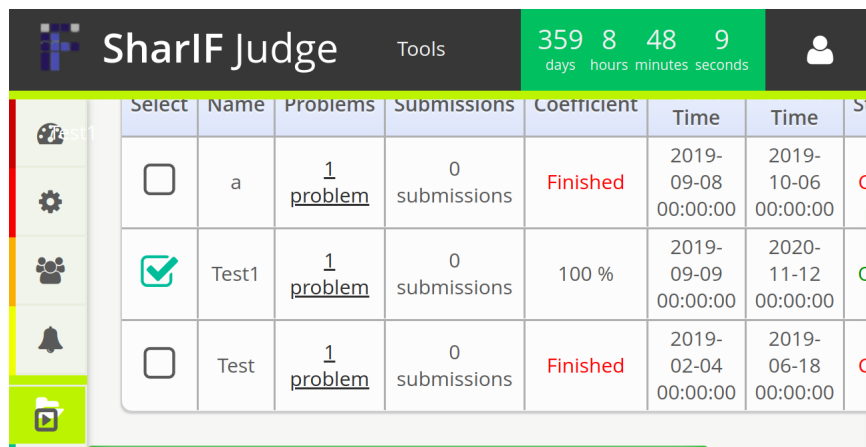 SharIF Judge
Tools
359 8 48 9
days hours minutes seconds
Select Name Problems Submissions Coefficient
Time Time
Test1
a
1
problem
0
submissions
Finished
2019-
09-08
00:00:00
2019-
10-06
00:00:00
Test1
1
problem
0
submissions
100 %
2019-
09-09
00:00:00
2020-
11-12
00:00:00
Test
1
problem
0
submissions
Finished
2019-
02-04
00:00:00
2019-
06-18
00:00:00